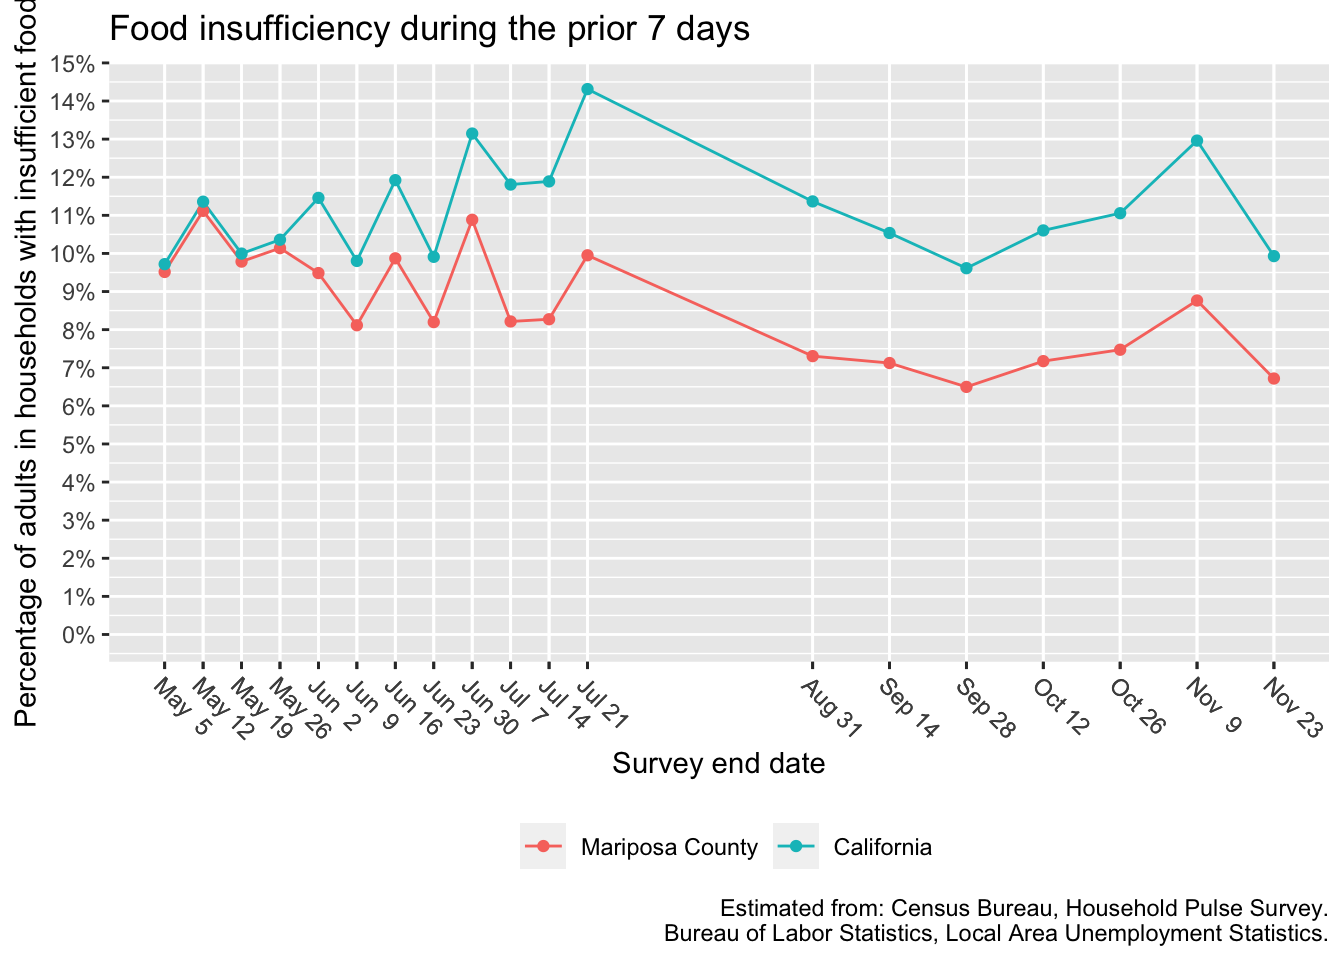 Food insufficiency during the prior 7 days
Percentage of adults in households with insufficient food
15%
14%
13%
12%
11%
10%
9%
8%
7%
6%
5%
4%
3%
2%
1%
0%
May 5
May 12
May 19
May 26
Jun 2
Jun 9
Jun 16
Jun 23
Jun 30
Jul 7
Jul 14
Jul 21
Aug 31
Sep 14
Sep 28
Oct 12
Oct 26
Nov 9
Nov 23
Survey end date
Mariposa County
California
Estimated from: Census Bureau, Household Pulse Survey.
Bureau of Labor Statistics, Local Area Unemployment Statistics.